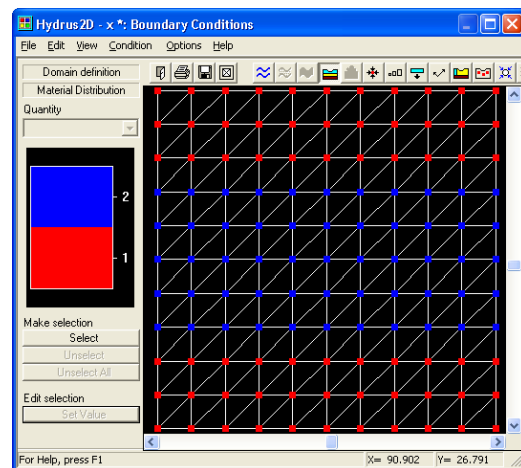 Hydrus2D - x *: Boundary Conditions
File Edit View Condition Options Help
Domain definition
Material Distribution
Quantity
2
1
Make selection
Select
Unselect
Unselect All
Edit selection
Set Value
For Help, press F1
X= 90.902 Y= 26.791